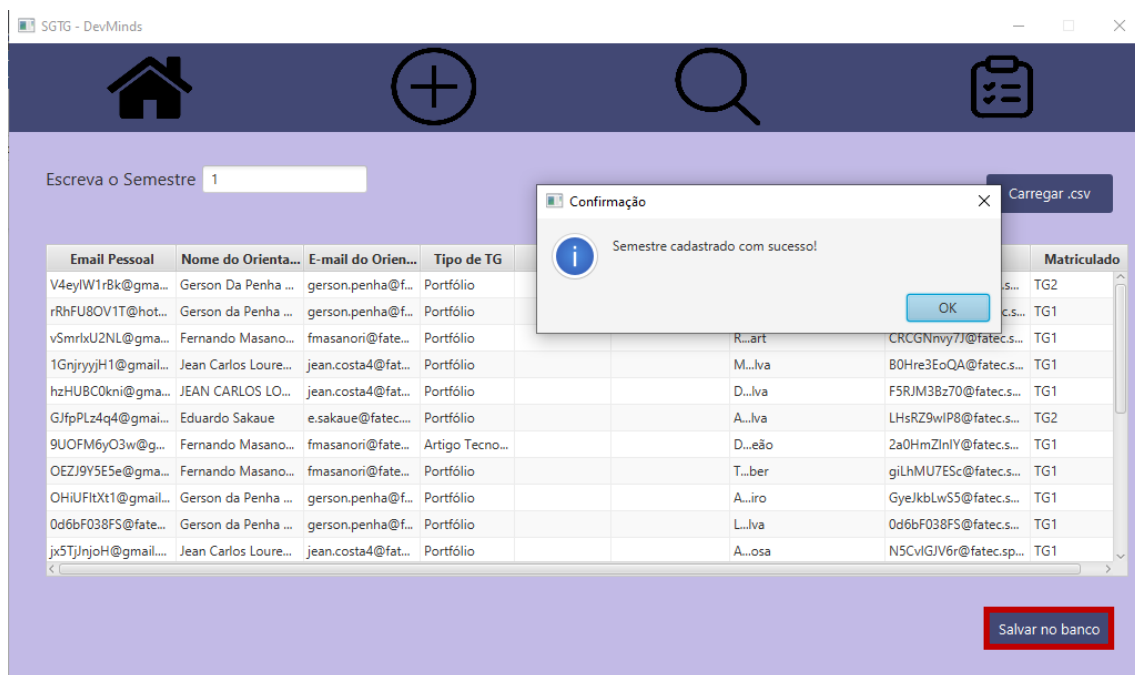 SGTG - DevMinds
Escreva o Semestre 1
Carregar .csv
Confirmação
Semestre cadastrado com sucesso!
OK
Email Pessoal Nome do Orienta... E-mail do Orien... Tipo de TG Matriculado
V4eylW1rBk@gma... Gerson Da Penha ... gerson.penha@f... Portfólio .s... TG2
rRhFU8OV1T@hot... Gerson da Penha ... gerson.penha@f... Portfólio c.s... TG1
vSmrlxU2NL@gma... Fernando Masano... fmasanori@fate... Portfólio R...art CRCGNnvy7J@fatec.s... TG1
1GnjryyjH1@gmail... Jean Carlos Loure... jean.costa4@fat... Portfólio M...lva B0Hre3EoQA@fatec.s... TG1
hzHUBC0kni@gma... JEAN CARLOS LO... jean.costa4@fat... Portfólio D...lva F5RJM3Bz70@fatec.s... TG1
GJfpPLz4q4@gmai... Eduardo Sakaue e.sakaue@fatec.... Portfólio A...lva LHsRZ9wlP8@fatec.s... TG2
9UOFM6yO3w@g... Fernando Masano... fmasanori@fate... Artigo Tecno... D...eão 2a0HmZlnlY@fatec.s... TG1
OEZJ9Y5E5e@gma... Fernando Masano... fmasanori@fate... Portfólio T...ber giLhMU7ESc@fatec.s... TG1
OHiUFltXt1@gmail... Gerson da Penha ... gerson.penha@f... Portfólio A...iro GyeJkbLwS5@fatec.s... TG1
0d6bF038FS@fate... Gerson da Penha ... gerson.penha@f... Portfólio L...lva 0d6bF038FS@fatec.s... TG1
jx5TjJnjoH@gmail.... Jean Carlos Loure... jean.costa4@fat... Portfólio A...osa N5CvlGJV6r@fatec.sp... TG1
Salvar no banco